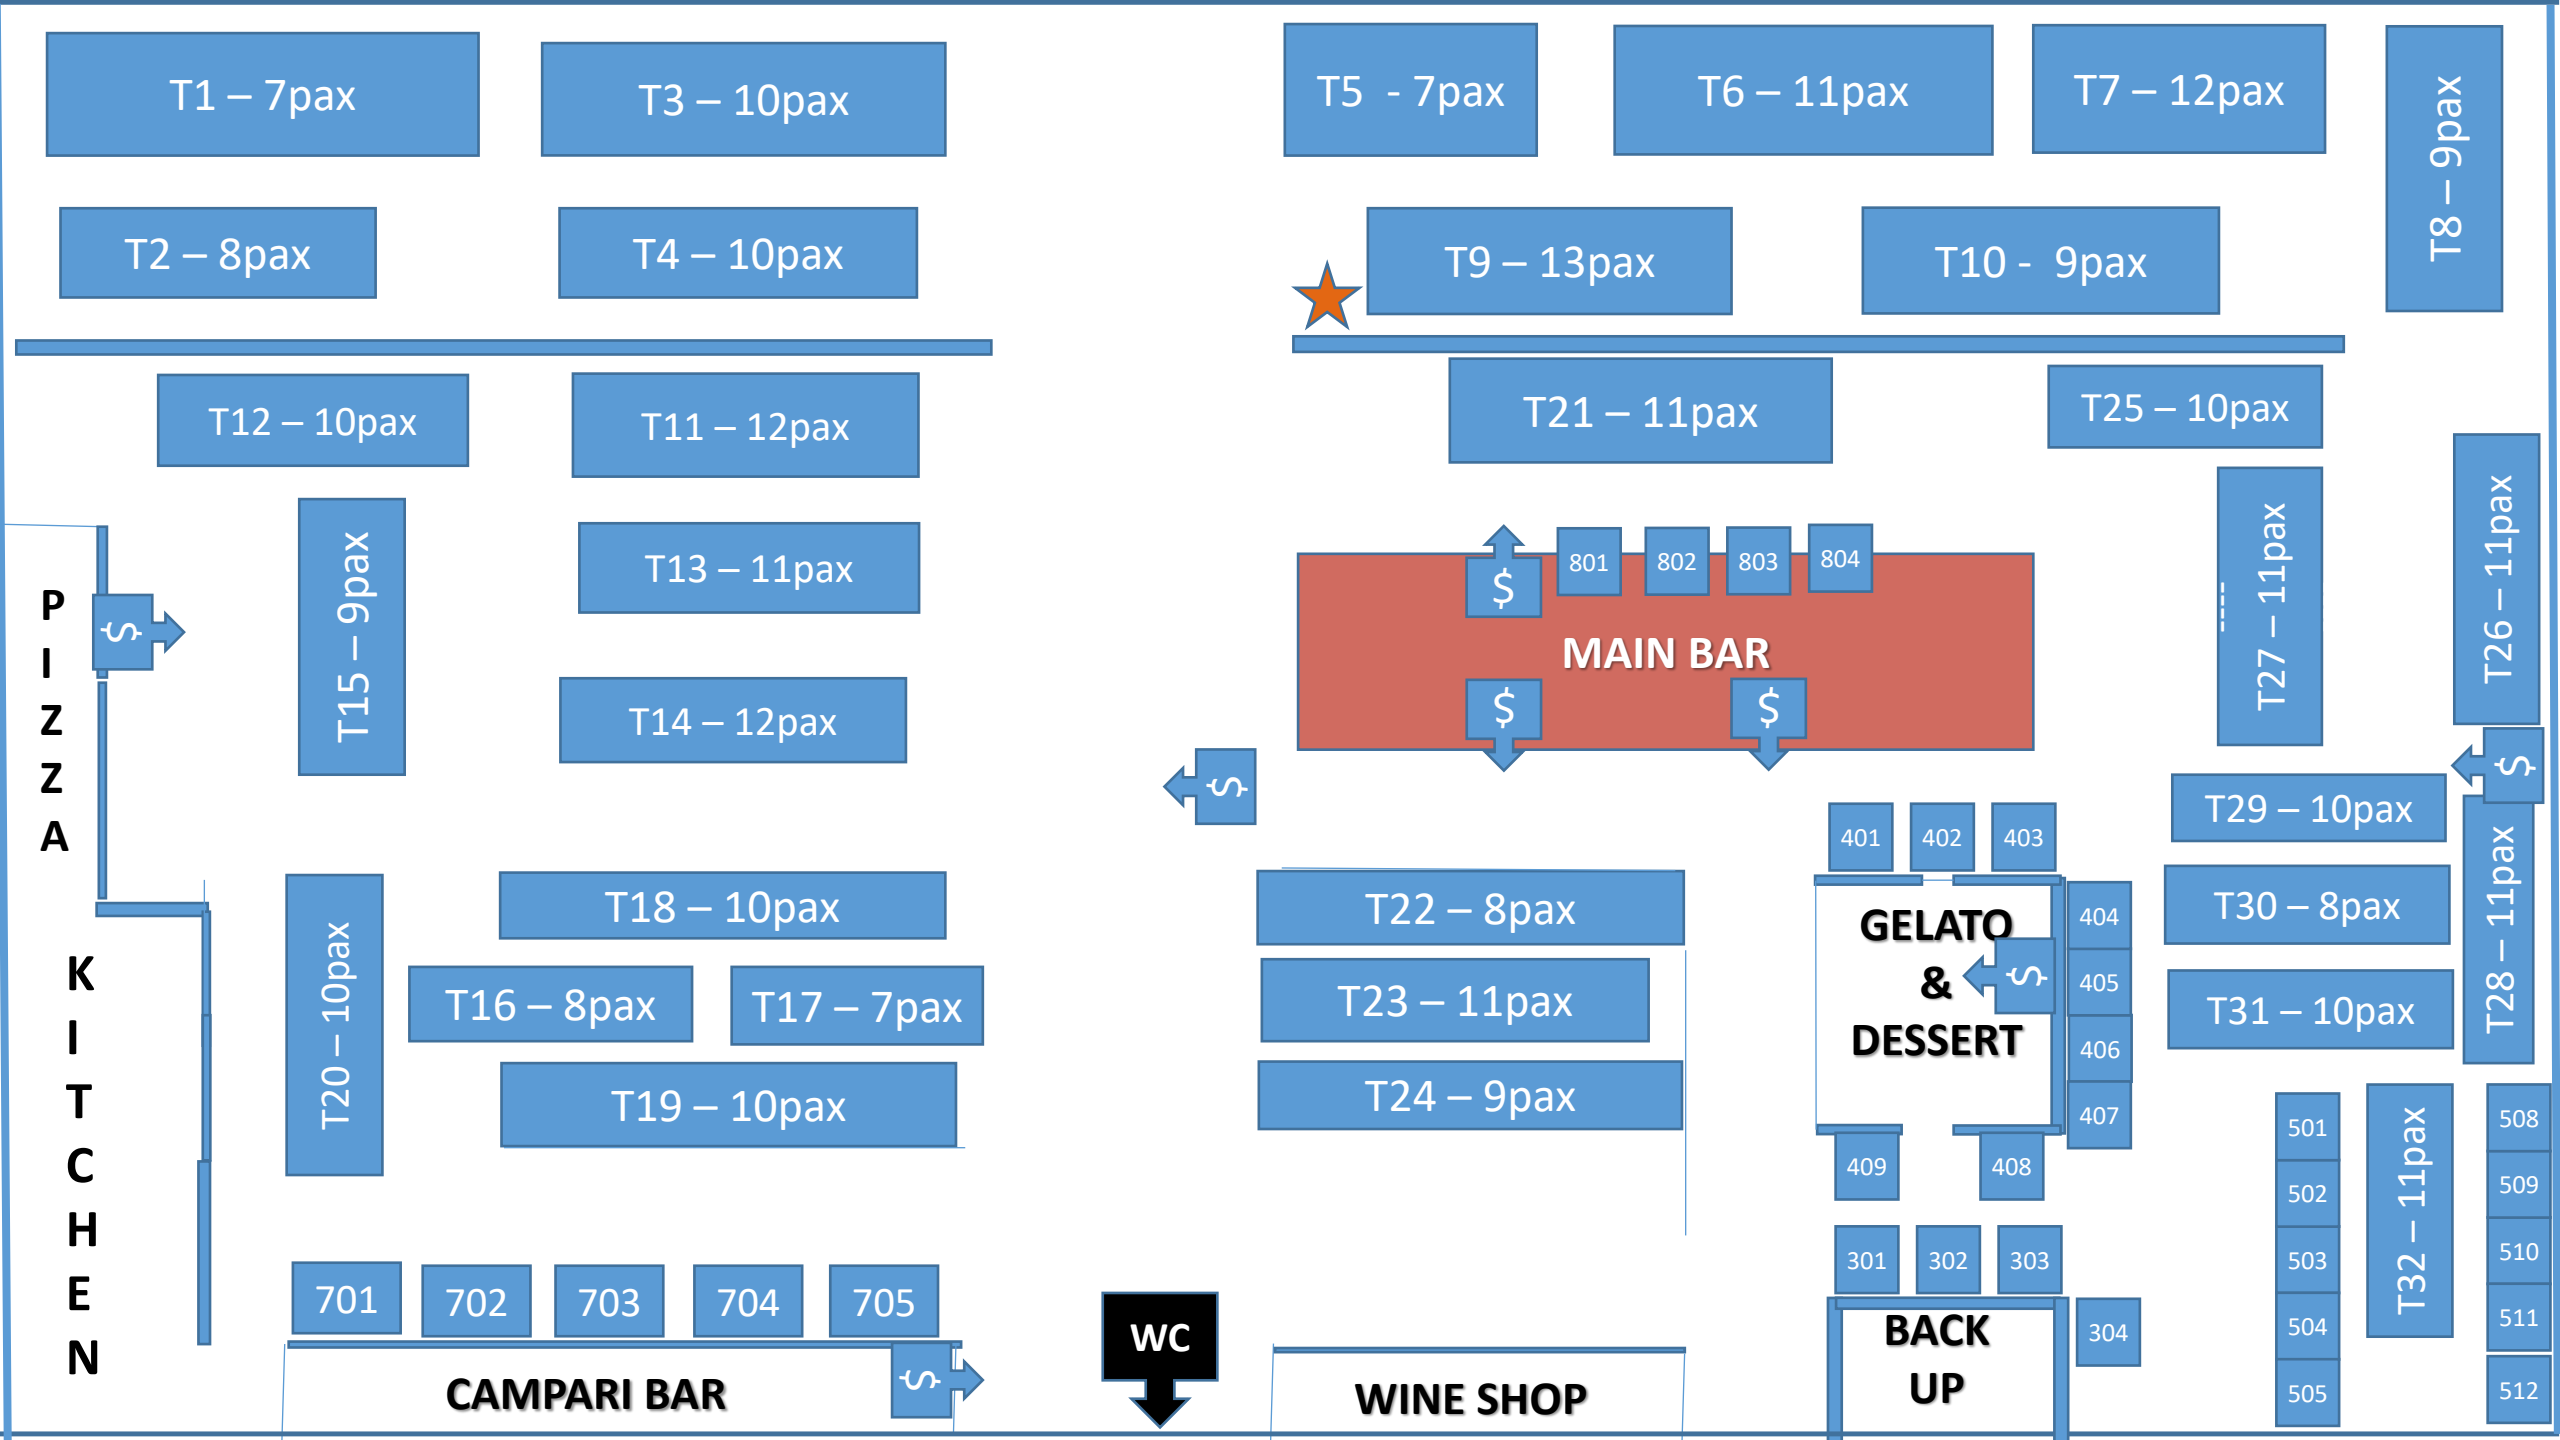 T1 – 7pax
T3 – 10pax
T5  - 7pax
T6 – 11pax
T7 – 12pax
T8 – 9pax
T2 – 8pax
T4 – 10pax
T9 – 13pax
T10 -  9pax
T12 – 10pax
T11 – 12pax
T21 – 11pax
T25 – 10pax
T15 – 9pax
T13 – 11pax
T14 – 12pax
801
802
803
804
$
MAIN BAR
$
$
T27 – 11pax
T26 – 11pax
P
I
Z
Z
A
$
$
$
T29 – 10pax
T30 – 8pax
T31 – 10pax
T28 – 11pax
401
402
403
GELATO
&
DESSERT
$
404
405
406
407
409
408
T18 – 10pax
T16 – 8pax
T17 – 7pax
T19 – 10pax
T20 – 10pax
T22 – 8pax
T23 – 11pax
T24 – 9pax
K
I
T
C
H
E
N
701
702
703
704
705
CAMPARI BAR
$
WC
WINE SHOP
301
302
303
304
BACK
UP
501
502
503
504
505
T32 – 11pax
508
509
510
511
512